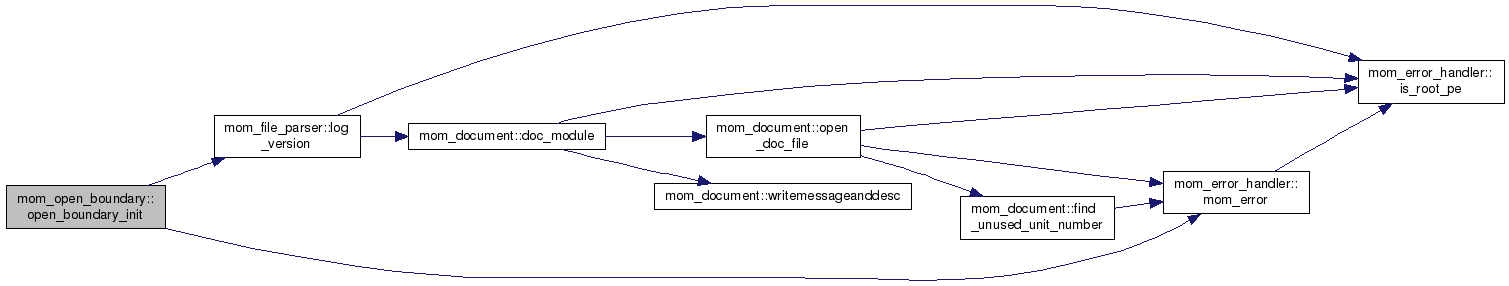 mom_error_handler::
is_root_pe
mom_file_parser::log
_version
mom_document::doc_module
mom_document::open
_doc_file
mom_error_handler::
mom_error
mom_open_boundary::
open_boundary_init
mom_document::writemessageanddesc
mom_document::find
_unused_unit_number